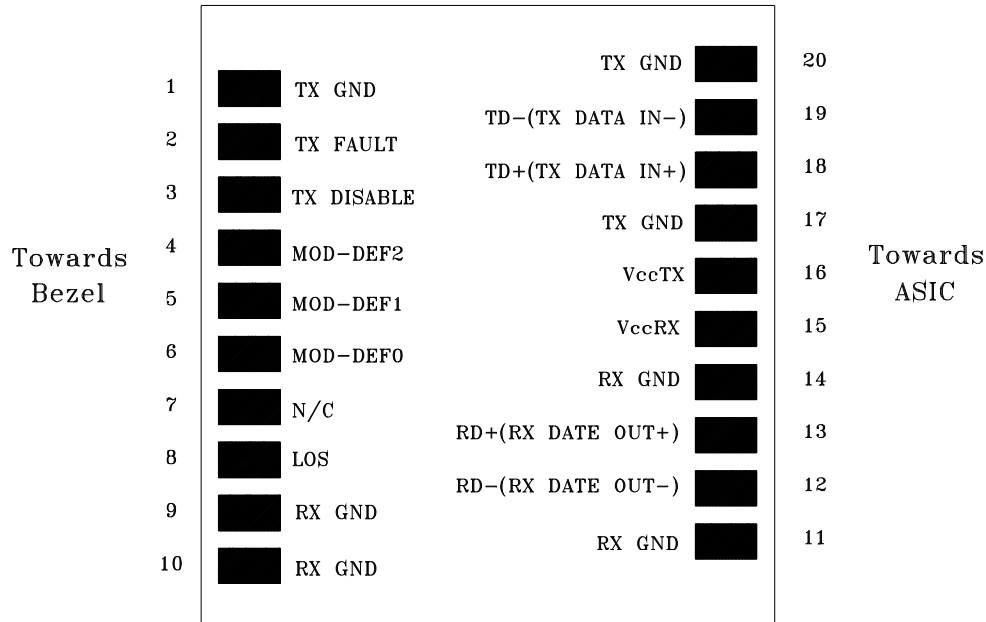 Towards
Bezel
1 TX GND
2 TX FAULT
3 TX DISABLE
4 MOD-DEF2
5 MOD-DEF1
6 MOD-DEF0
7 N/C
8 LOS
9 RX GND
10 RX GND
TX GND 20
TD-(TX DATA IN-) 19
TD+(TX DATA IN+) 18
TX GND 17
VccTX 16
VccRX 15
RX GND 14
RD+(RX DATE OUT+) 13
RD-(RX DATE OUT-) 12
RX GND 11
Towards
ASIC